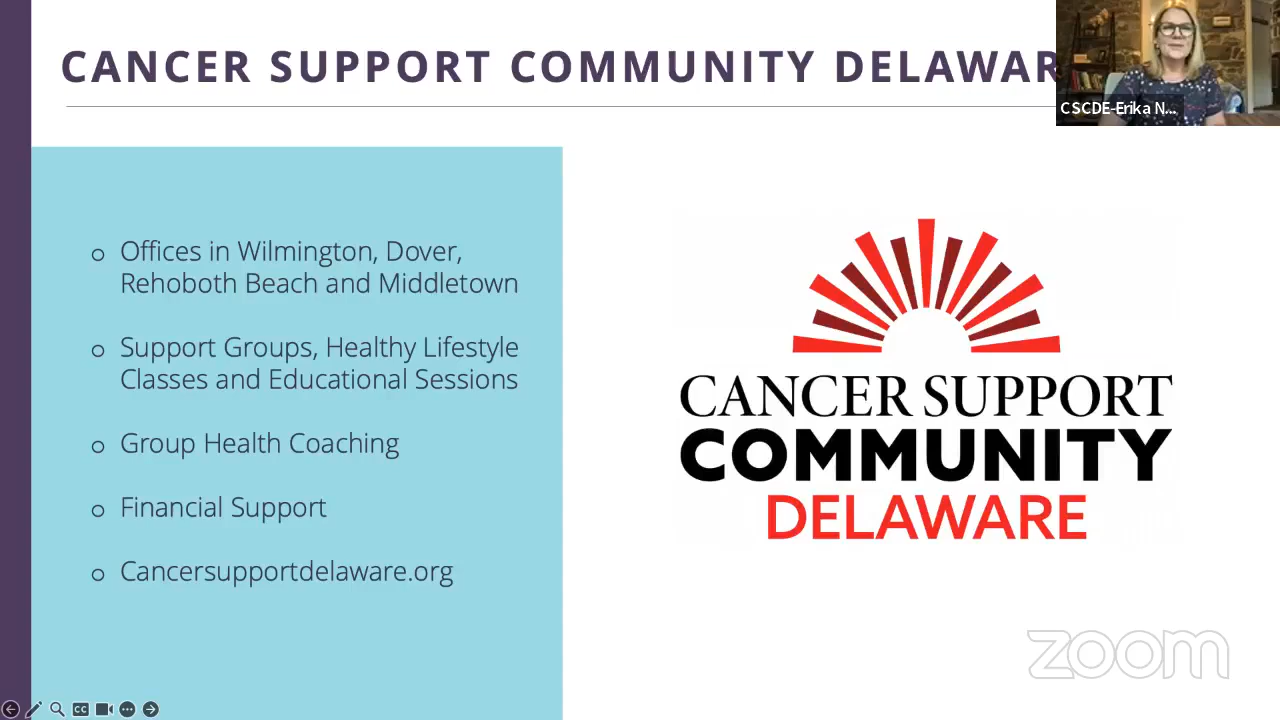 CANCER SUPPORT COMMUNITY DELAWAR
CSCDE-Erika N...
Offices in Wilmington, Dover,
Rehoboth Beach and Middletown
Support Groups, Healthy Lifestyle
Classes and Educational Sessions
Group Health Coaching
Financial Support
Cancersupportdelaware.org
CANCER SUPPORT
COMMUNITY
DELAWARE
zoom
CC